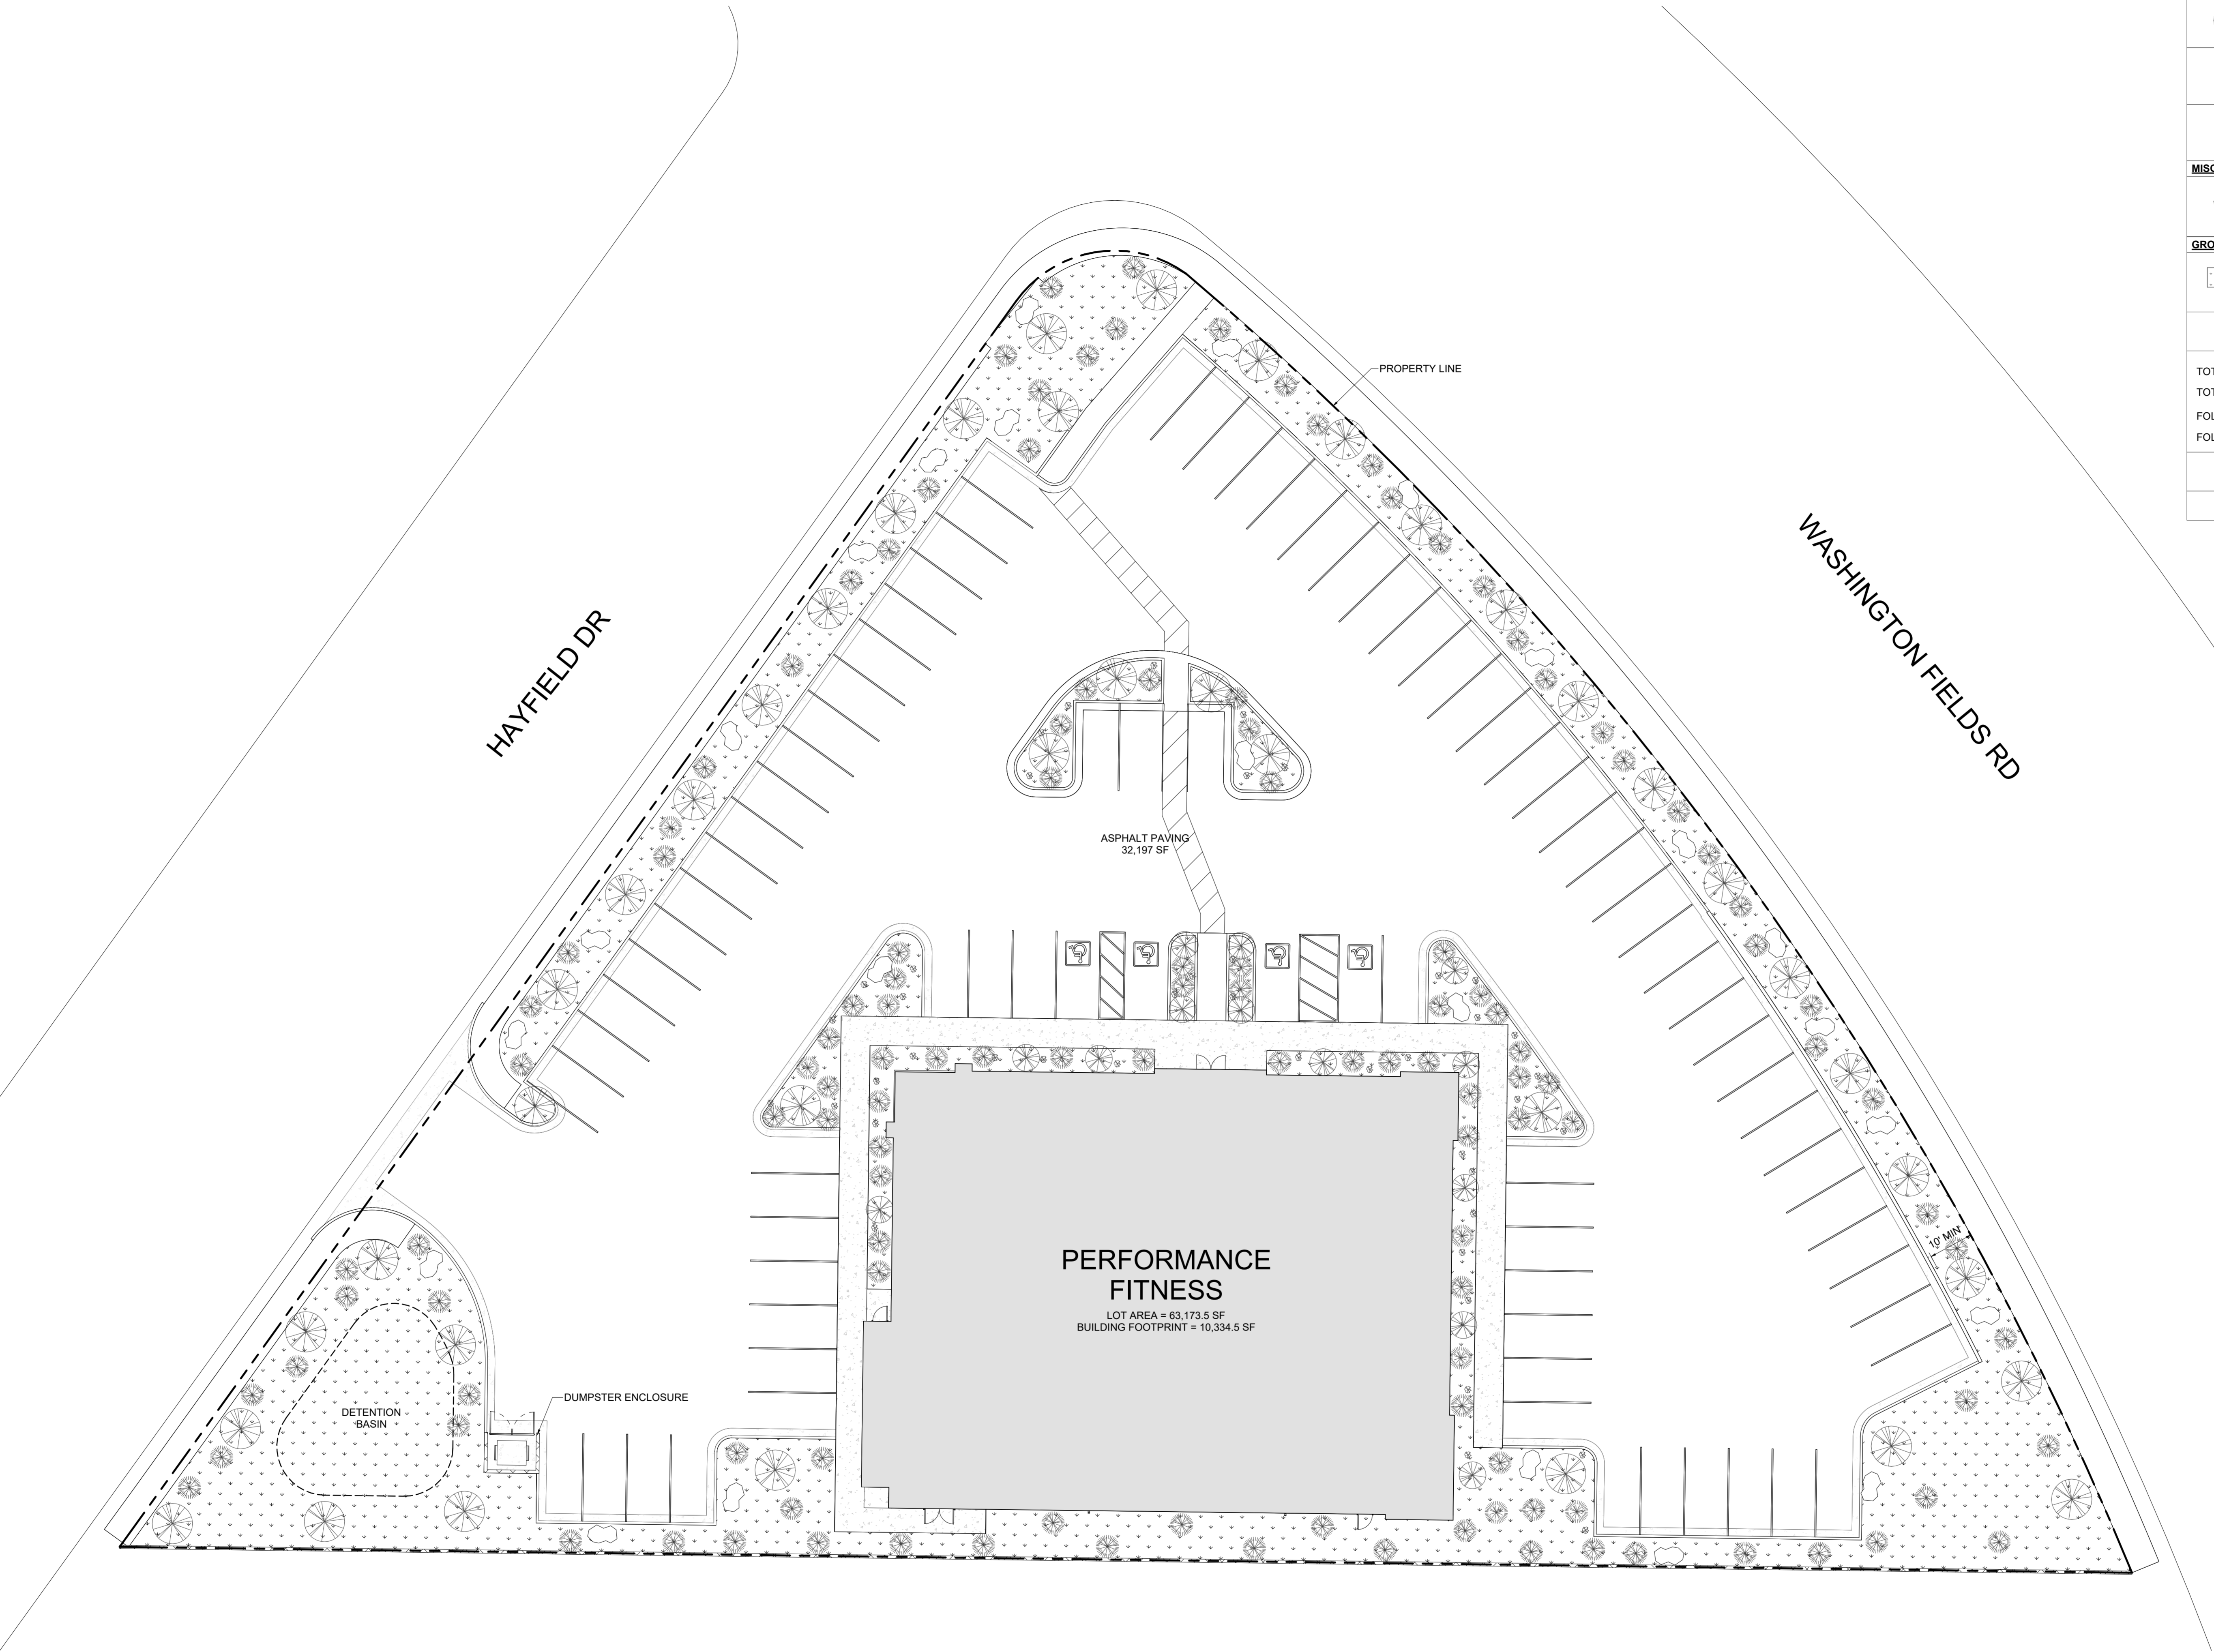 MISC
GRO
TOT
TOT
FOL
FOL
PROPERTY LINE
HAYFIELD DR
WASHINGTON FIELDS RD
ASPHALT PAVING
32,197 SF
10' MIN
PERFORMANCE
FITNESS
LOT AREA = 63,173.5 SF
BUILDING FOOTPRINT = 10,334.5 SF
DUMPSTER ENCLOSURE
DETENTION
BASIN